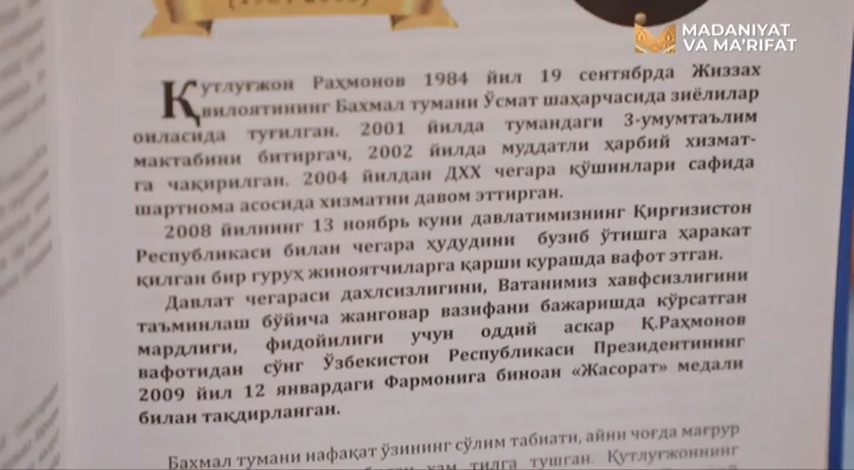 MADANIYAT
VA MA'RIFAT
Қутлуғжон Раҳмонов 1984 йил 19 сентябрда Жиззах
вилоятининг Бахмал тумани Ўсмат шаҳарчасида зиёлилар
оиласида туғилган. 2001 йилда тумандаги 3-умумтаълим
мактабини битиргач, 2002 йилда муддатли ҳарбий хизмат-
га чақирилган. 2004 йилдан ДХХ чегара қўшинлари сафида
шартнома асосида хизматни давом эттирган.
2008 йилнинг 13 ноябрь куни давлатимизнинг Қирғизистон
Республикаси билан чегара ҳудудини бузиб ўтишга ҳаракат
қилган бир гуруҳ жиноятчиларга қарши курашда вафот этган.
Давлат чегараси дахлсизлигини, Ватанимиз хавфсизлигини
таъминлаш бўйича жанговар вазифани бажаришда кўрсатган
мардлиги, фидойилиги учун оддий аскар Қ.Раҳмонов
вафотидан сўнг Ўзбекистон Республикаси Президентининг
2009 йил 12 январдаги Фармонига биноан «Жасорат» медали
билан тақдирланган.
Бахмал тумани нафақат ўзининг сўлим табиати, айни чоғда мағрур
ҳам тилга тушган. Қутлуғжоннинг